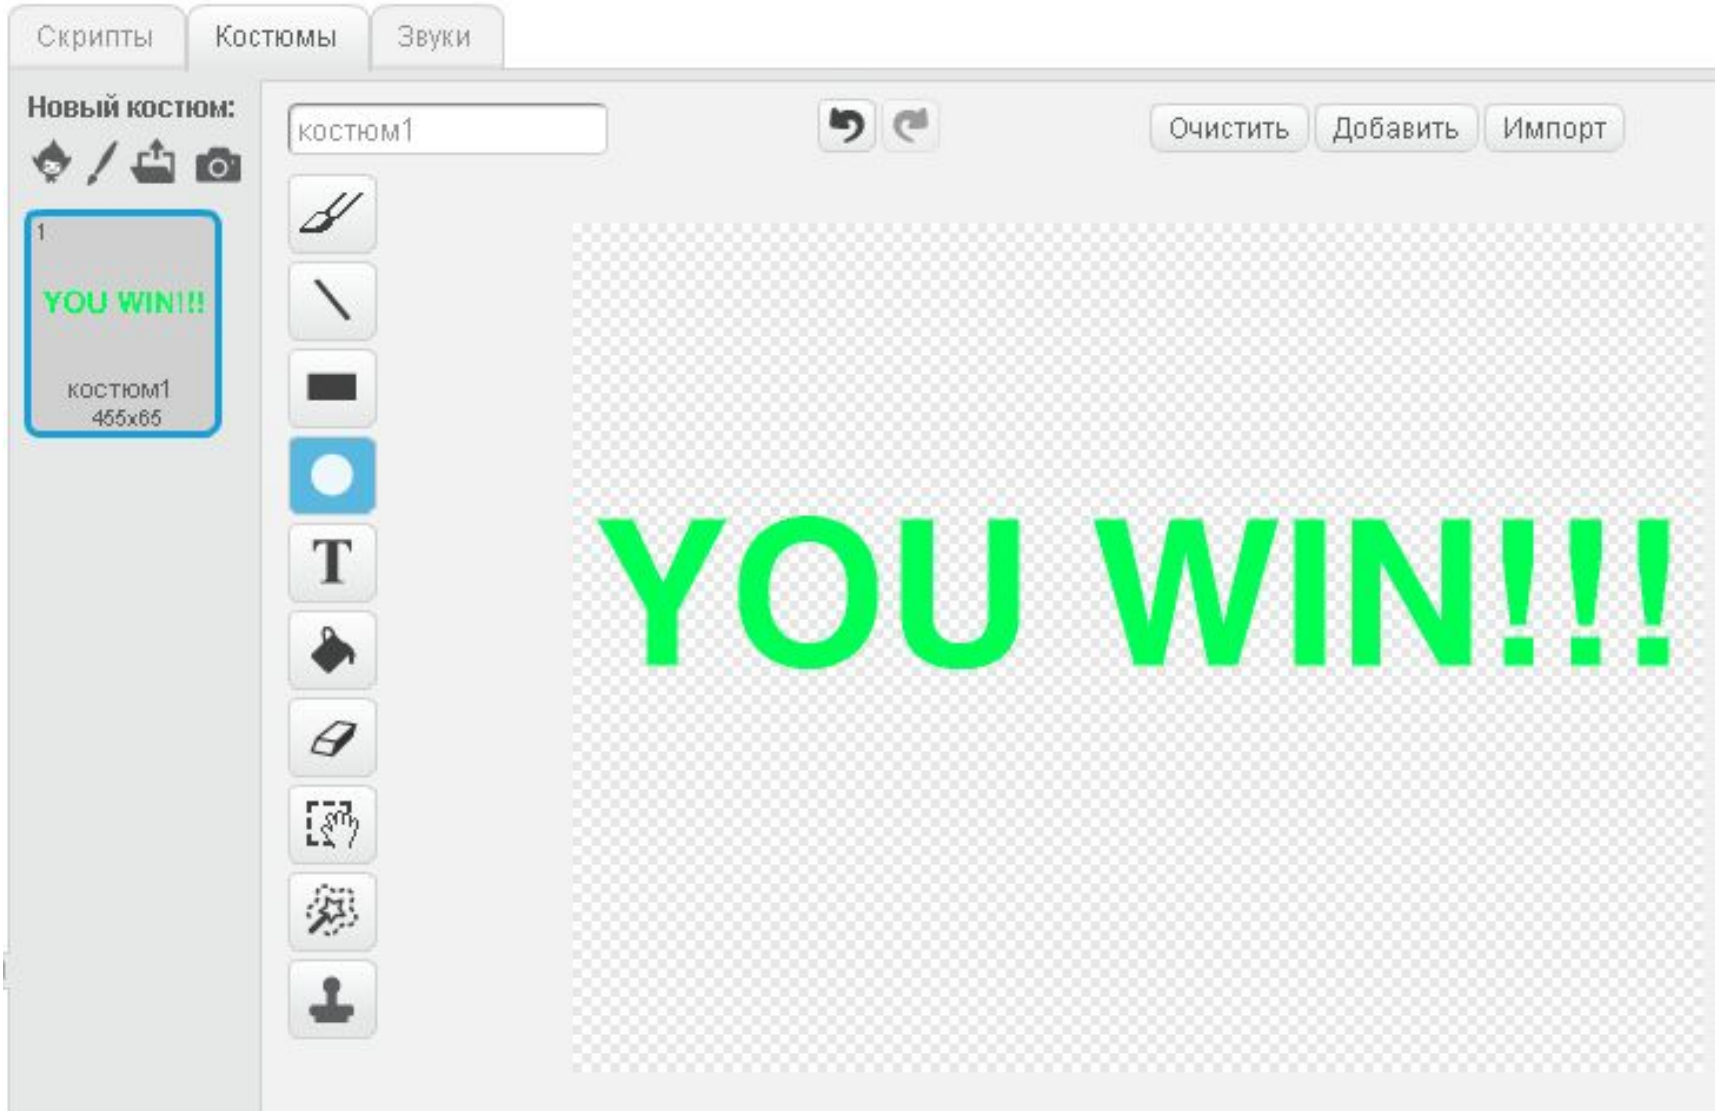 Скрипты Костюмы Звуки
Новый костюм:
костюм1
Очистить Добавить Импорт
1
YOU WIN!!!
костюм1
455x65
T
YOU WIN!!!